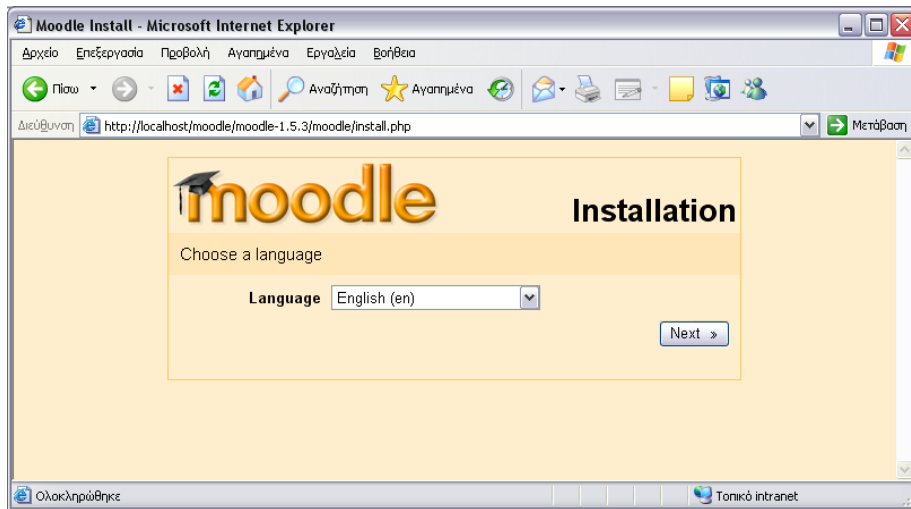 Moodle Install - Microsoft Internet Explorer
Αρχείο Επεξεργασία Προβολή Αγαπημένα Εργαλεία Βοήθεια
Πίσω Αναζήτηση Αγαπημένα
Διεύθυνση http://localhost/moodle/moodle-1.5.3/moodle/install.php Μετάβαση
moodle Installation
Choose a language
Language English (en)
Next »
Ολοκληρώθηκε Τοπικό intranet